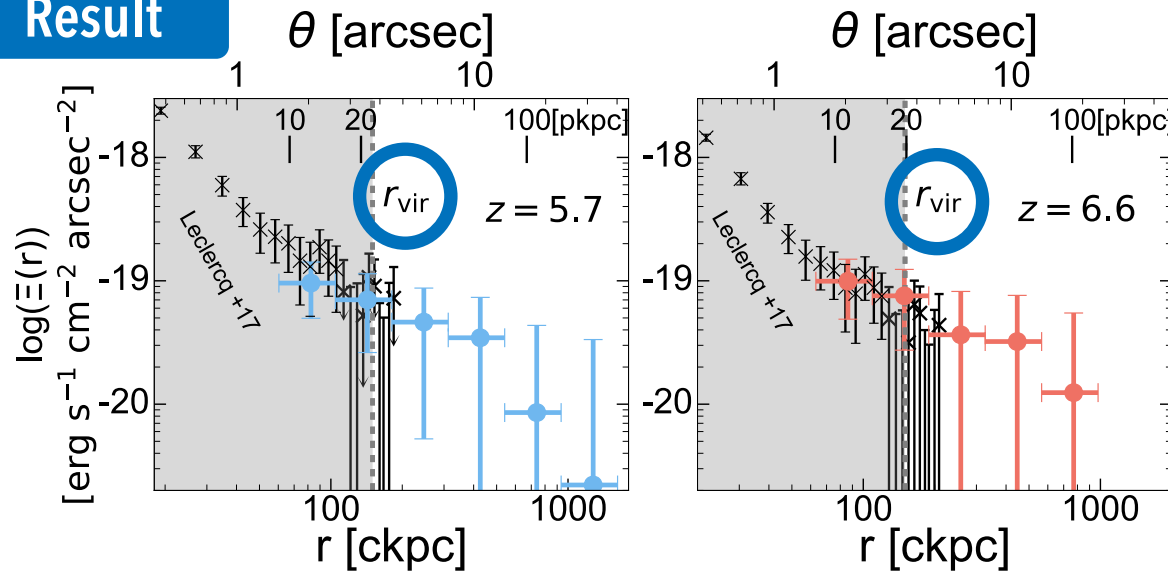 Result
θ [arcsec]
1 10
10 20 100[pkpc]
-18
-19
-20
log(Ξ(r))
[erg s⁻¹ cm⁻² arcsec⁻²]
Leclercq +17
r_vir
z = 5.7
100 1000
r [ckpc]
θ [arcsec]
1 10
10 100[pkpc]
-18
-19
-20
Leclercq +17
r_vir
z = 6.6
100 1000
r [ckpc]